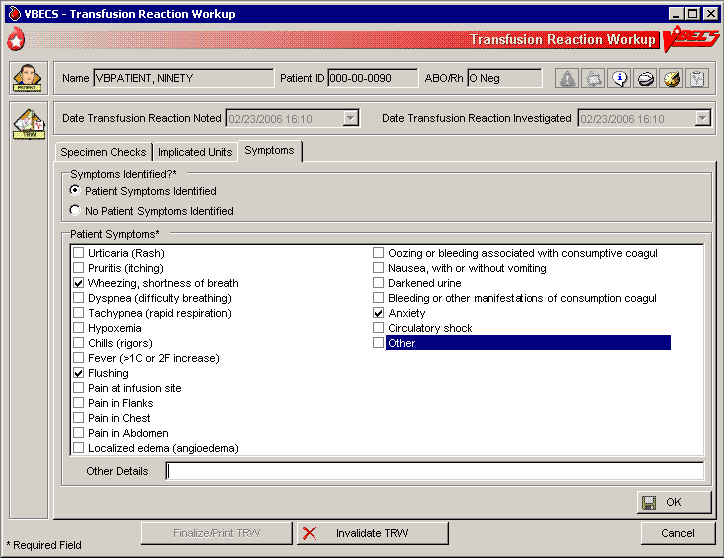 VBECS - Transfusion Reaction Workup
Transfusion Reaction Workup VBECS
PATIENT
Name VBPATIENT, NINETY Patient ID 000-00-0090 ABO/Rh O Neg
TRW
Date Transfusion Reaction Noted 02/23/2006 16:10 Date Transfusion Reaction Investigated 02/23/2006 16:10
Specimen Checks Implicated Units Symptoms
Symptoms Identified?*
Patient Symptoms Identified
No Patient Symptoms Identified
Patient Symptoms*
Urticaria (Rash)
Pruritis (itching)
Wheezing, shortness of breath
Dyspnea (difficulty breathing)
Tachypnea (rapid respiration)
Hypoxemia
Chills (rigors)
Fever (>1C or 2F increase)
Flushing
Pain at infusion site
Pain in Flanks
Pain in Chest
Pain in Abdomen
Localized edema (angioedema)
Oozing or bleeding associated with consumptive coagul
Nausea, with or without vomiting
Darkened urine
Bleeding or other manifestations of consumption coagul
Anxiety
Circulatory shock
Other
Other Details
OK
* Required Field
Finalize/Print TRW Invalidate TRW Cancel